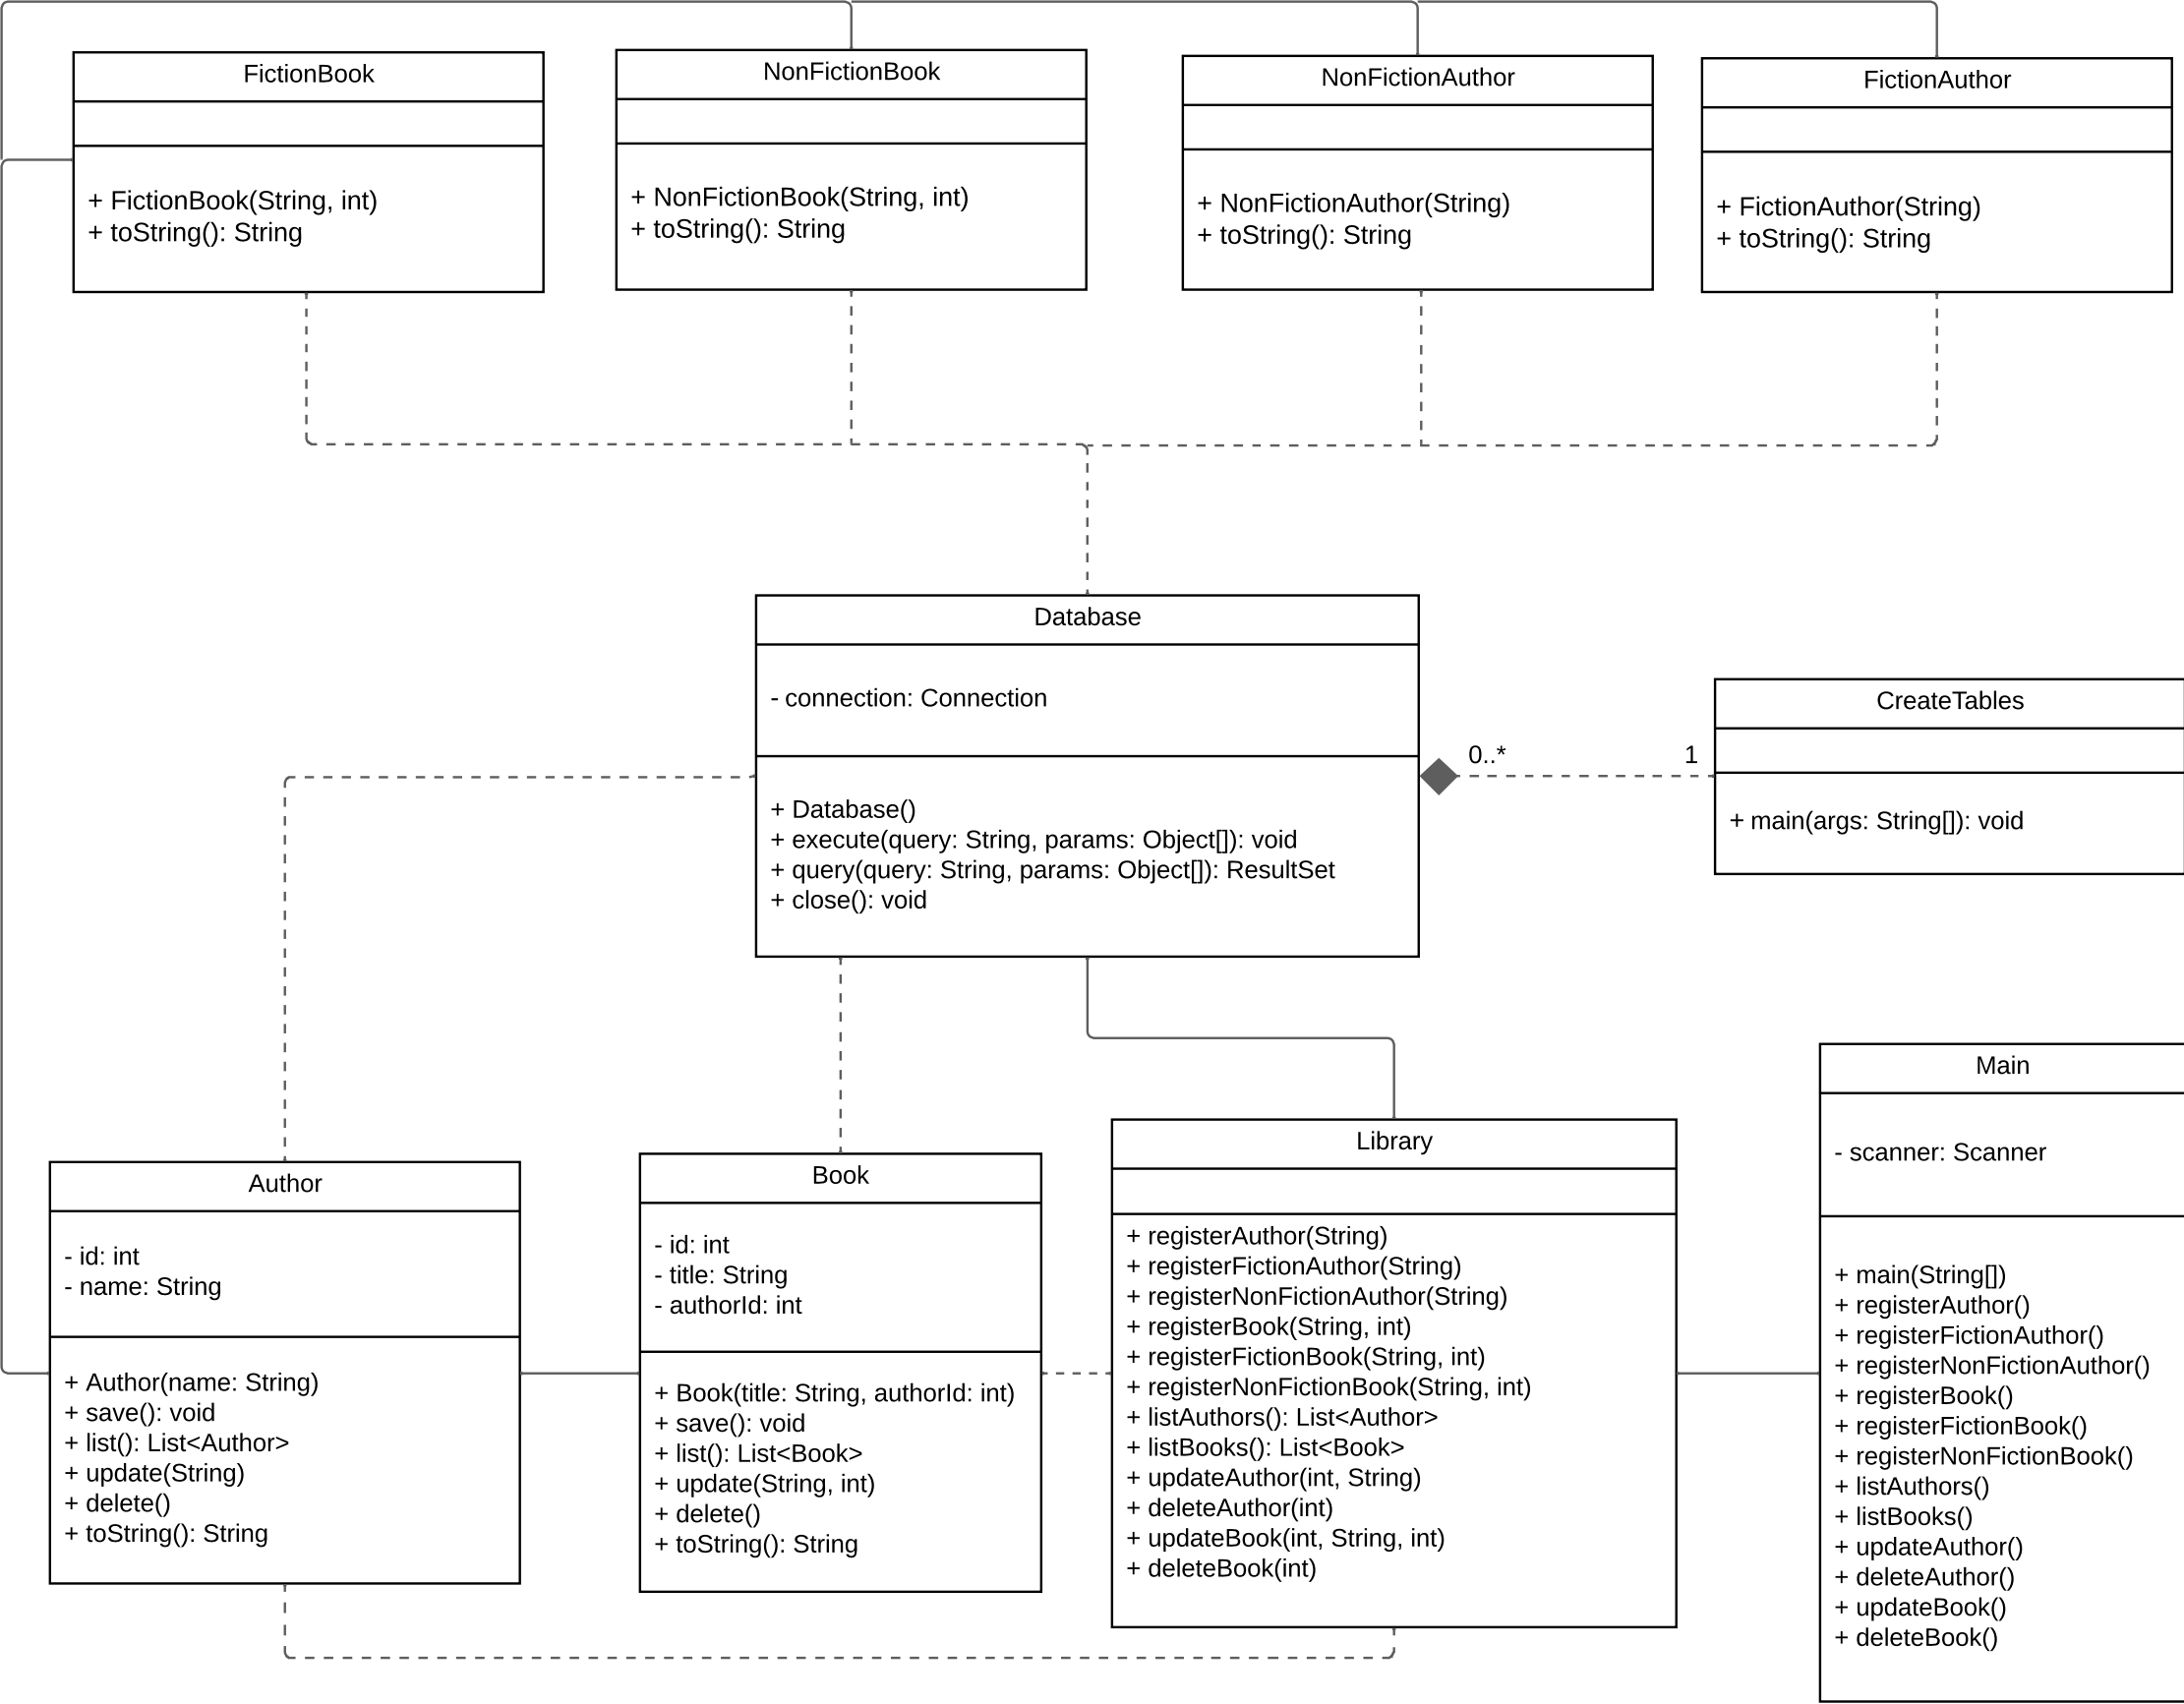 FictionBook
+ FictionBook(String, int)
+ toString(): String
NonFictionBook
+ NonFictionBook(String, int)
+ toString(): String
NonFictionAuthor
+ NonFictionAuthor(String)
+ toString(): String
FictionAuthor
+ FictionAuthor(String)
+ toString(): String
Database
- connection: Connection
+ Database()
+ execute(query: String, params: Object[]): void
+ query(query: String, params: Object[]): ResultSet
+ close(): void
0..*
1
CreateTables
+ main(args: String[]): void
Author
- id: int
- name: String
+ Author(name: String)
+ save(): void
+ list(): List<Author>
+ update(String)
+ delete()
+ toString(): String
Book
- id: int
- title: String
- authorId: int
+ Book(title: String, authorId: int)
+ save(): void
+ list(): List<Book>
+ update(String, int)
+ delete()
+ toString(): String
Library
+ registerAuthor(String)
+ registerFictionAuthor(String)
+ registerNonFictionAuthor(String)
+ registerBook(String, int)
+ registerFictionBook(String, int)
+ registerNonFictionBook(String, int)
+ listAuthors(): List<Author>
+ listBooks(): List<Book>
+ updateAuthor(int, String)
+ deleteAuthor(int)
+ updateBook(int, String, int)
+ deleteBook(int)
Main
- scanner: Scanner
+ main(String[])
+ registerAuthor()
+ registerFictionAuthor()
+ registerNonFictionAuthor()
+ registerBook()
+ registerFictionBook()
+ registerNonFictionBook()
+ listAuthors()
+ listBooks()
+ updateAuthor()
+ deleteAuthor()
+ updateBook()
+ deleteBook()